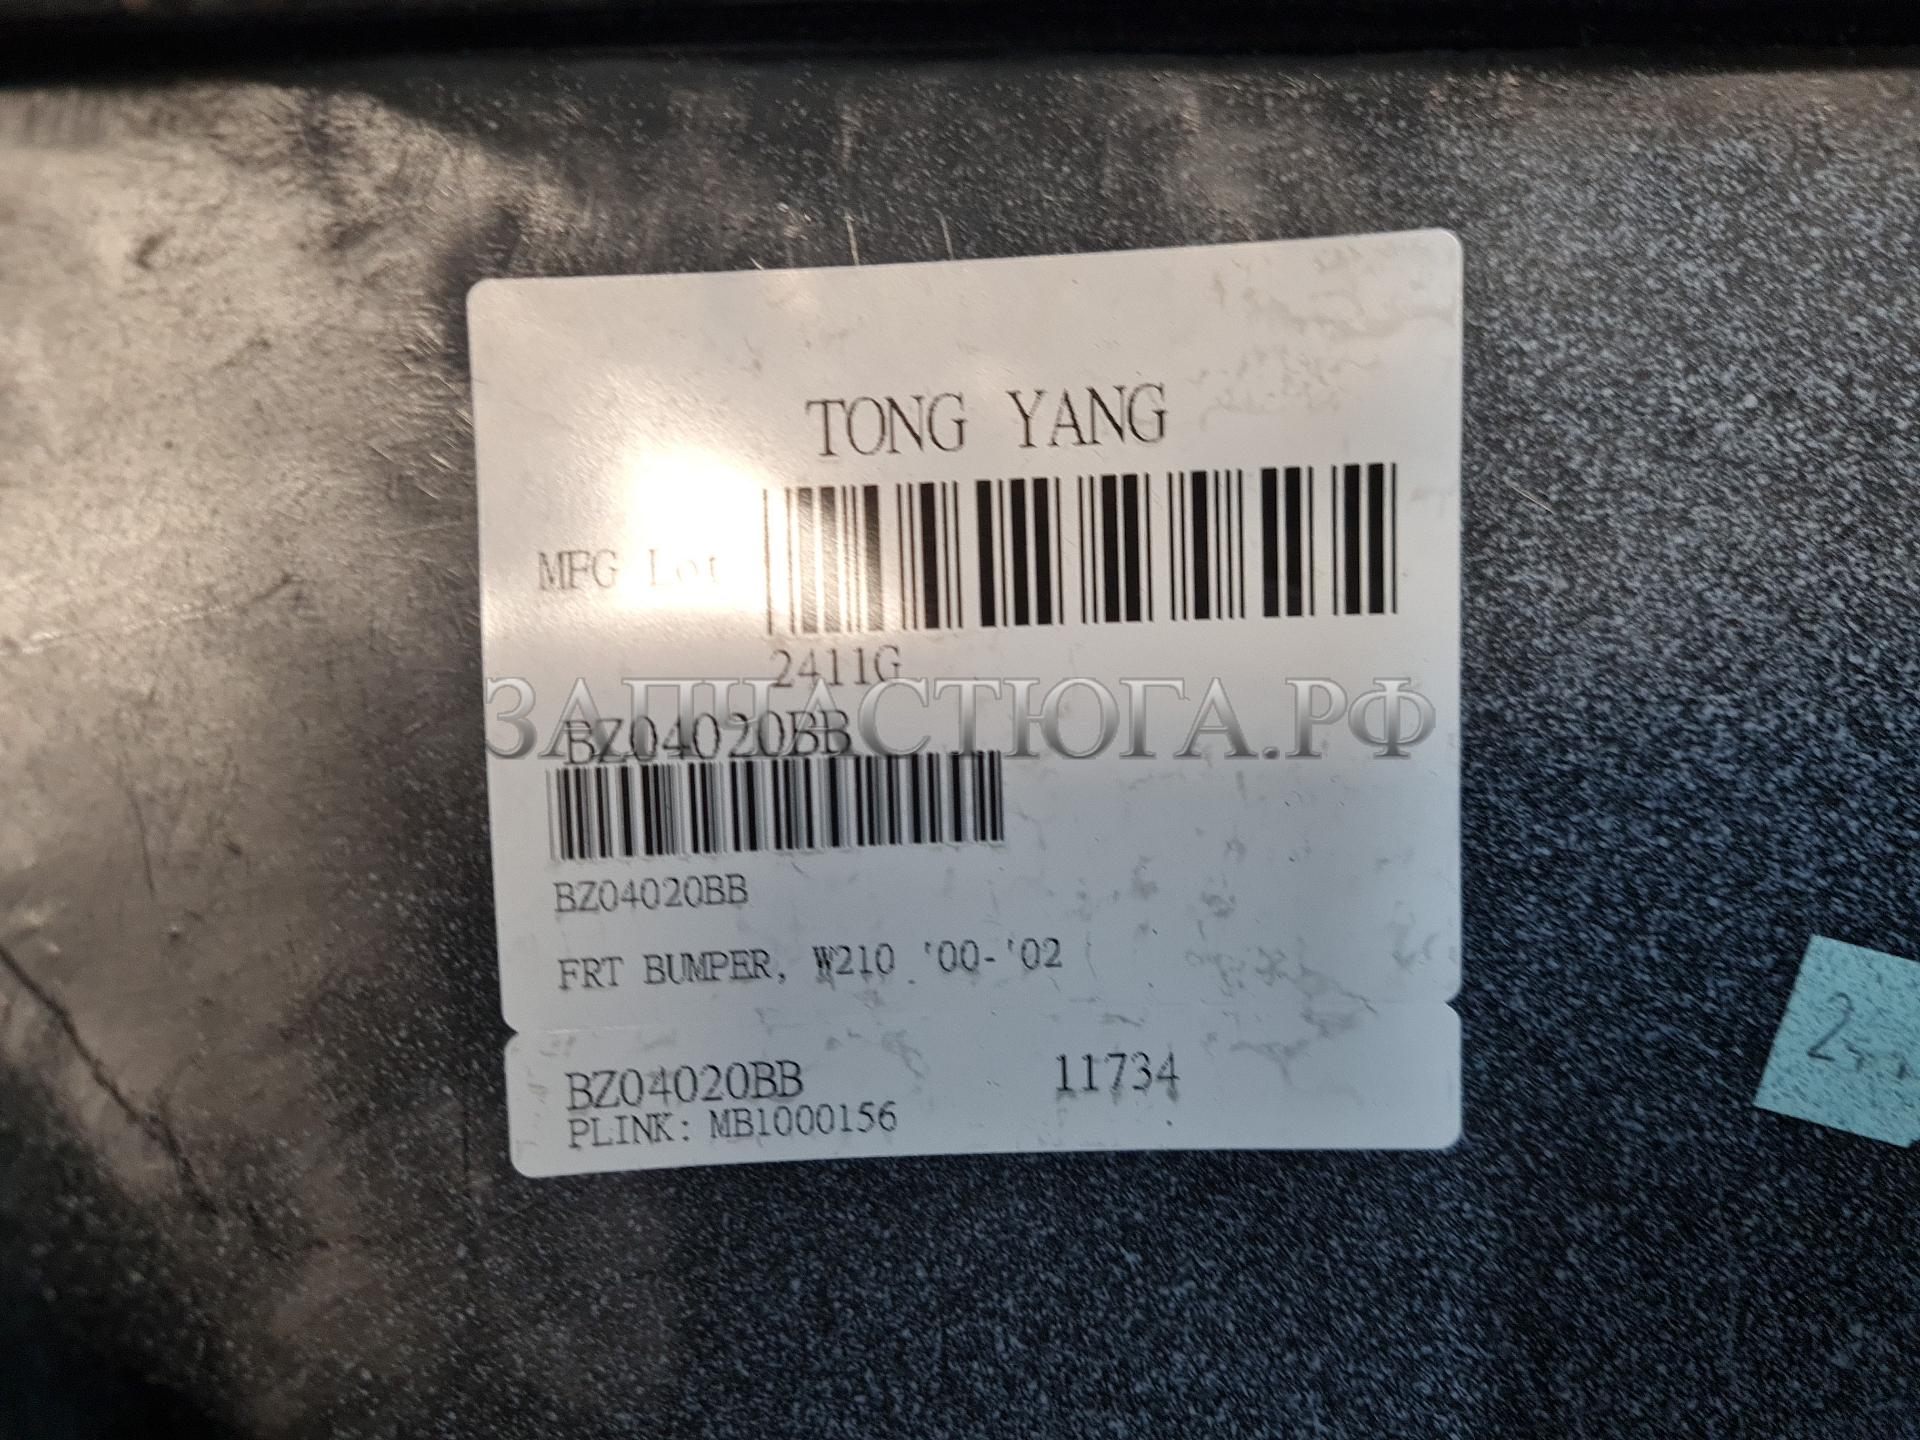 TONG YANG
MFG Lot
2411G
ЗАПЧАСТЮГА.РФ
BZ04020BB
BZ04020BB
FRT BUMPER, W210 '00-'02
BZ04020BB 11734
PLINK: MB1000156